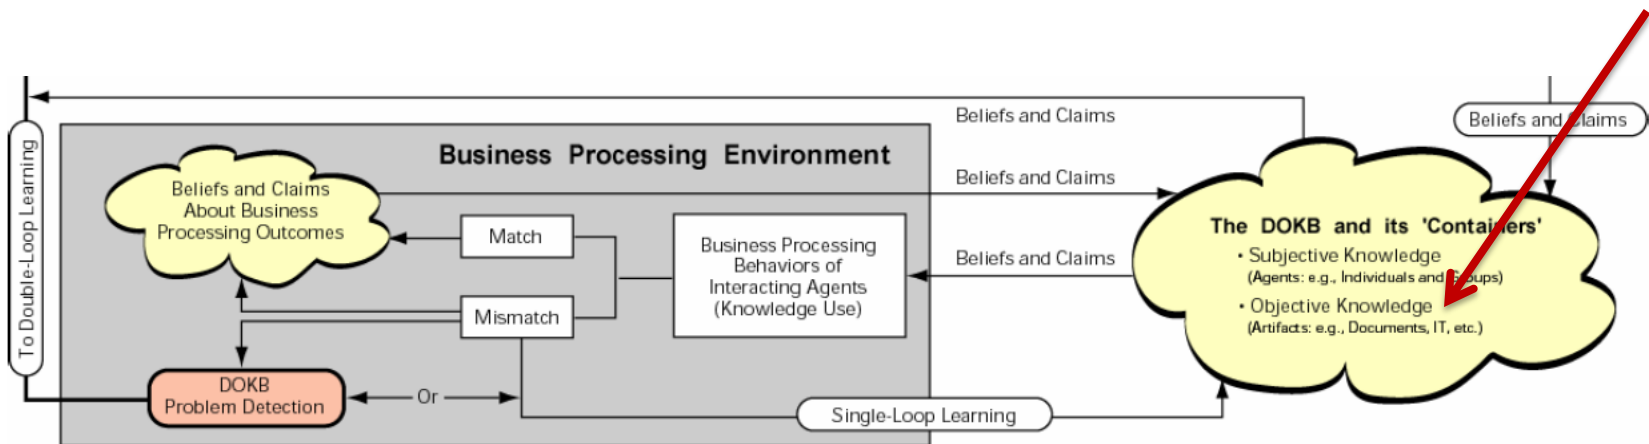 Beliefs and Claims
Beliefs and Claims
Business Processing Environment
To Double-Loop Learning
Beliefs and Claims
About Business
Processing Outcomes
Beliefs and Claims
Match
Business Processing
Behaviors of
Interacting Agents
(Knowledge Use)
Mismatch
Beliefs and Claims
The DOKB and its 'Containers'
• Subjective Knowledge
(Agents: e.g., Individuals and Groups)
• Objective Knowledge
(Artifacts: e.g., Documents, IT, etc.)
DOKB
Problem Detection
Or
Single-Loop Learning